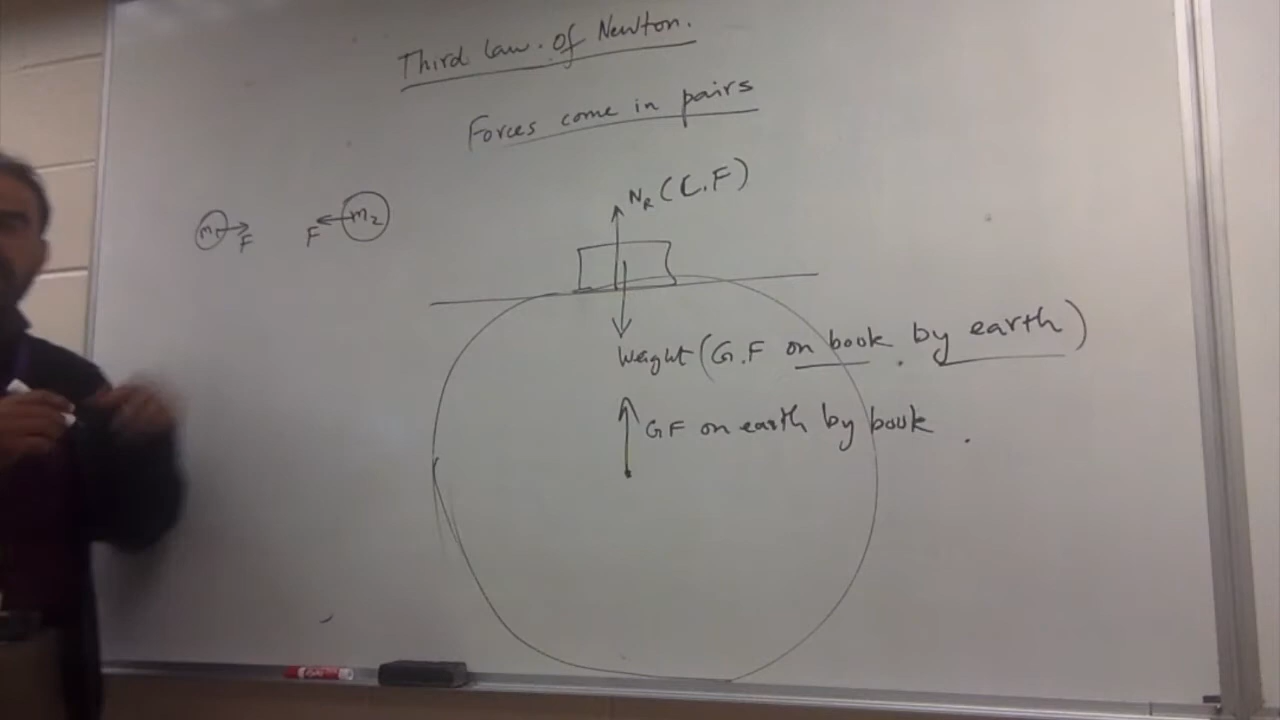 Third law. of Newton.
Forces come in pairs
N_R (C.F)
m₁ F
F m₂
Weight (G.F on book by earth)
GF on earth by book.